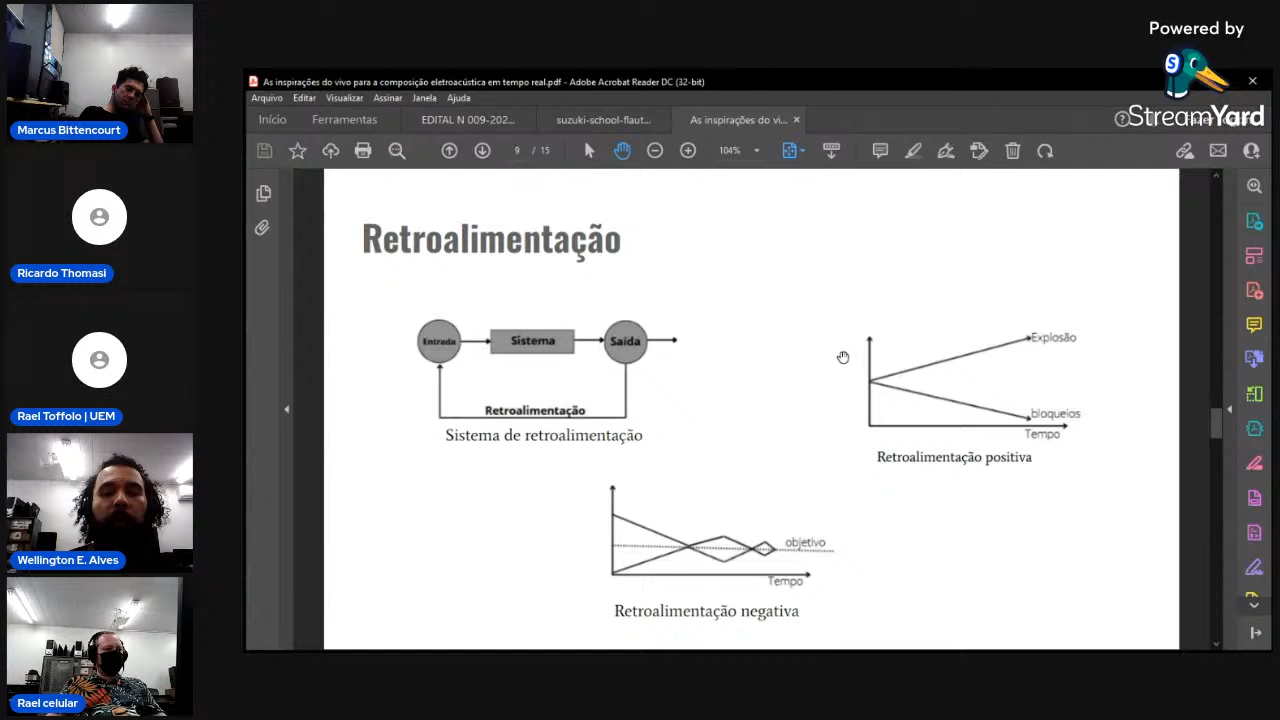 Powered by
StreamYard
Marcus Bittencourt
Ricardo Thomasi
Rael Toffolo | UEM
Wellington E. Alves
Rael celular
As inspirações do vivo para a composição eletroacústica em tempo real.pdf - Adobe Acrobat Reader DC (32-bit)
Arquivo Editar Visualizar Assinar Janela Ajuda
Início Ferramentas EDITAL N 009-202... suzuki-school-flaut... As inspirações do vi...
9 / 15 104%
Retroalimentação
Entrada Sistema Saída
Retroalimentação
Sistema de retroalimentação
Explosão
bloqueios
Tempo
Retroalimentação positiva
objetivo
Tempo
Retroalimentação negativa